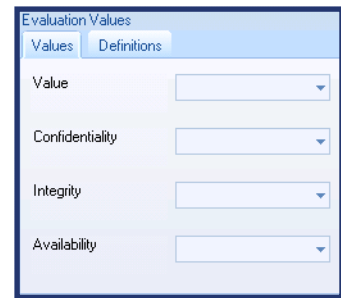 Evaluation Values
Values Definitions
Value
Confidentiality
Integrity
Availability